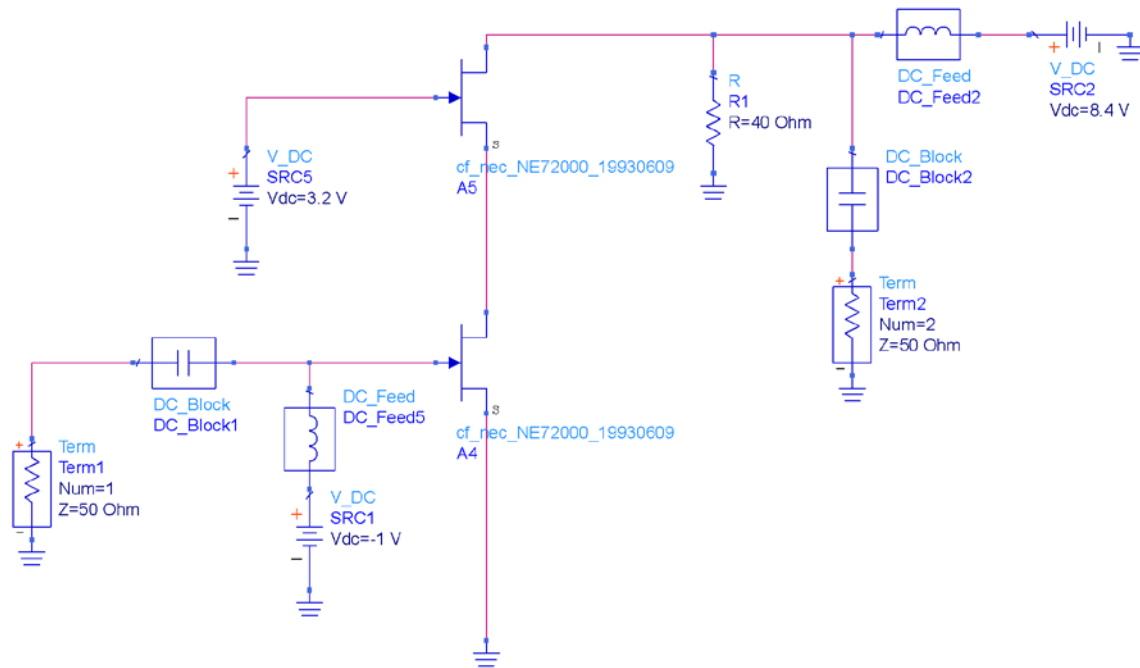 DC_Feed
DC_Feed2
+
V_DC
SRC2
Vdc=8.4 V
R
R1
R=40 Ohm
+
V_DC
SRC5
Vdc=3.2 V
−
S
cf_nec_NE72000_19930609
A5
DC_Block
DC_Block2
+
Term
Term2
Num=2
Z=50 Ohm
−
DC_Block
DC_Block1
DC_Feed
DC_Feed5
S
cf_nec_NE72000_19930609
A4
+
Term
Term1
Num=1
Z=50 Ohm
−
+
V_DC
SRC1
Vdc=-1 V
−